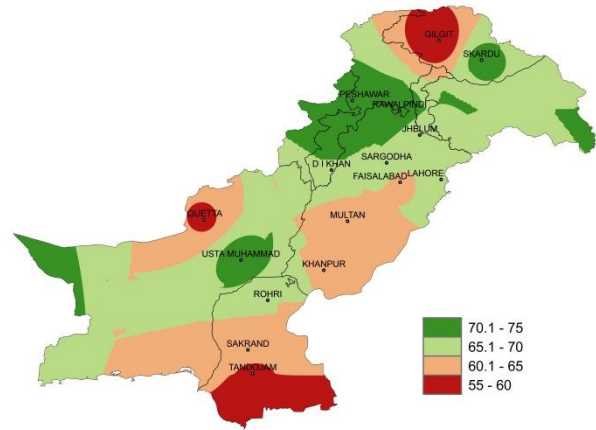 GILGIT
SKARDU
PESHAWAR
RAWALPINDI
JHELUM
SARGODHA
D I KHAN
FAISALABAD
LAHORE
QUETTA
MULTAN
USTA MUHAMMAD
KHANPUR
ROHRI
SAKRAND
TANDOJAM
70.1 - 75
65.1 - 70
60.1 - 65
55 - 60